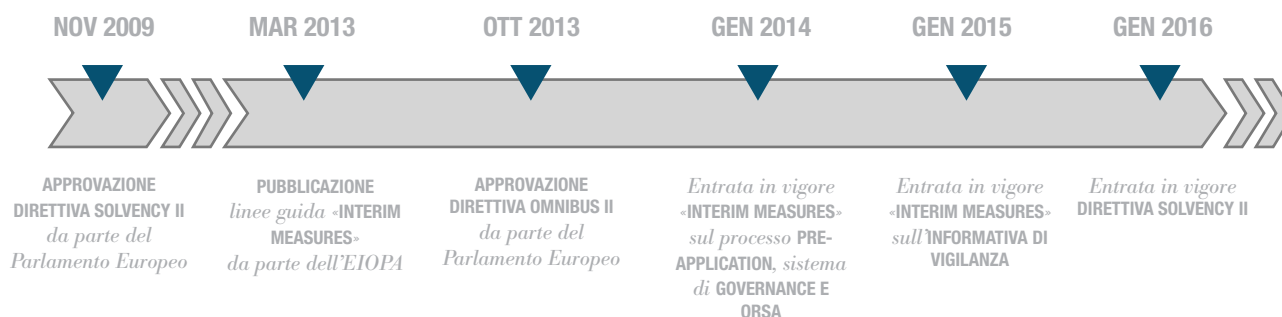 NOV 2009
MAR 2013
OTT 2013
GEN 2014
GEN 2015
GEN 2016
APPROVAZIONE
DIRETTIVA SOLVENCY II
da parte del
Parlamento Europeo
PUBBLICAZIONE
linee guida «INTERIM
MEASURES»
da parte dell'EIOPA
APPROVAZIONE
DIRETTIVA OMNIBUS II
da parte del
Parlamento Europeo
Entrata in vigore
«INTERIM MEASURES»
sul processo PRE-
APPLICATION, sistema
di GOVERNANCE E
ORSA
Entrata in vigore
«INTERIM MEASURES»
sull'INFORMATIVA DI
VIGILANZA
Entrata in vigore
DIRETTIVA SOLVENCY II